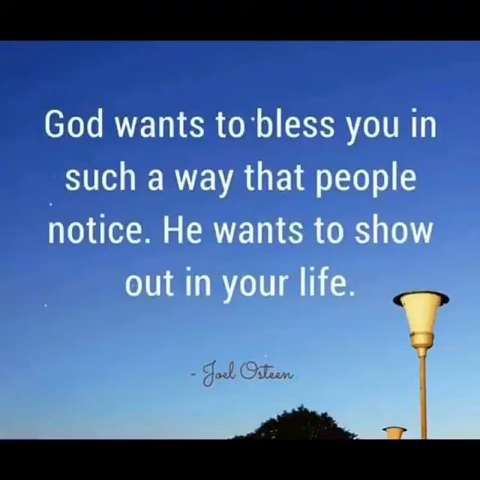 God wants to bless you in
such a way that people
notice. He wants to show
out in your life.
- Joel Osteen